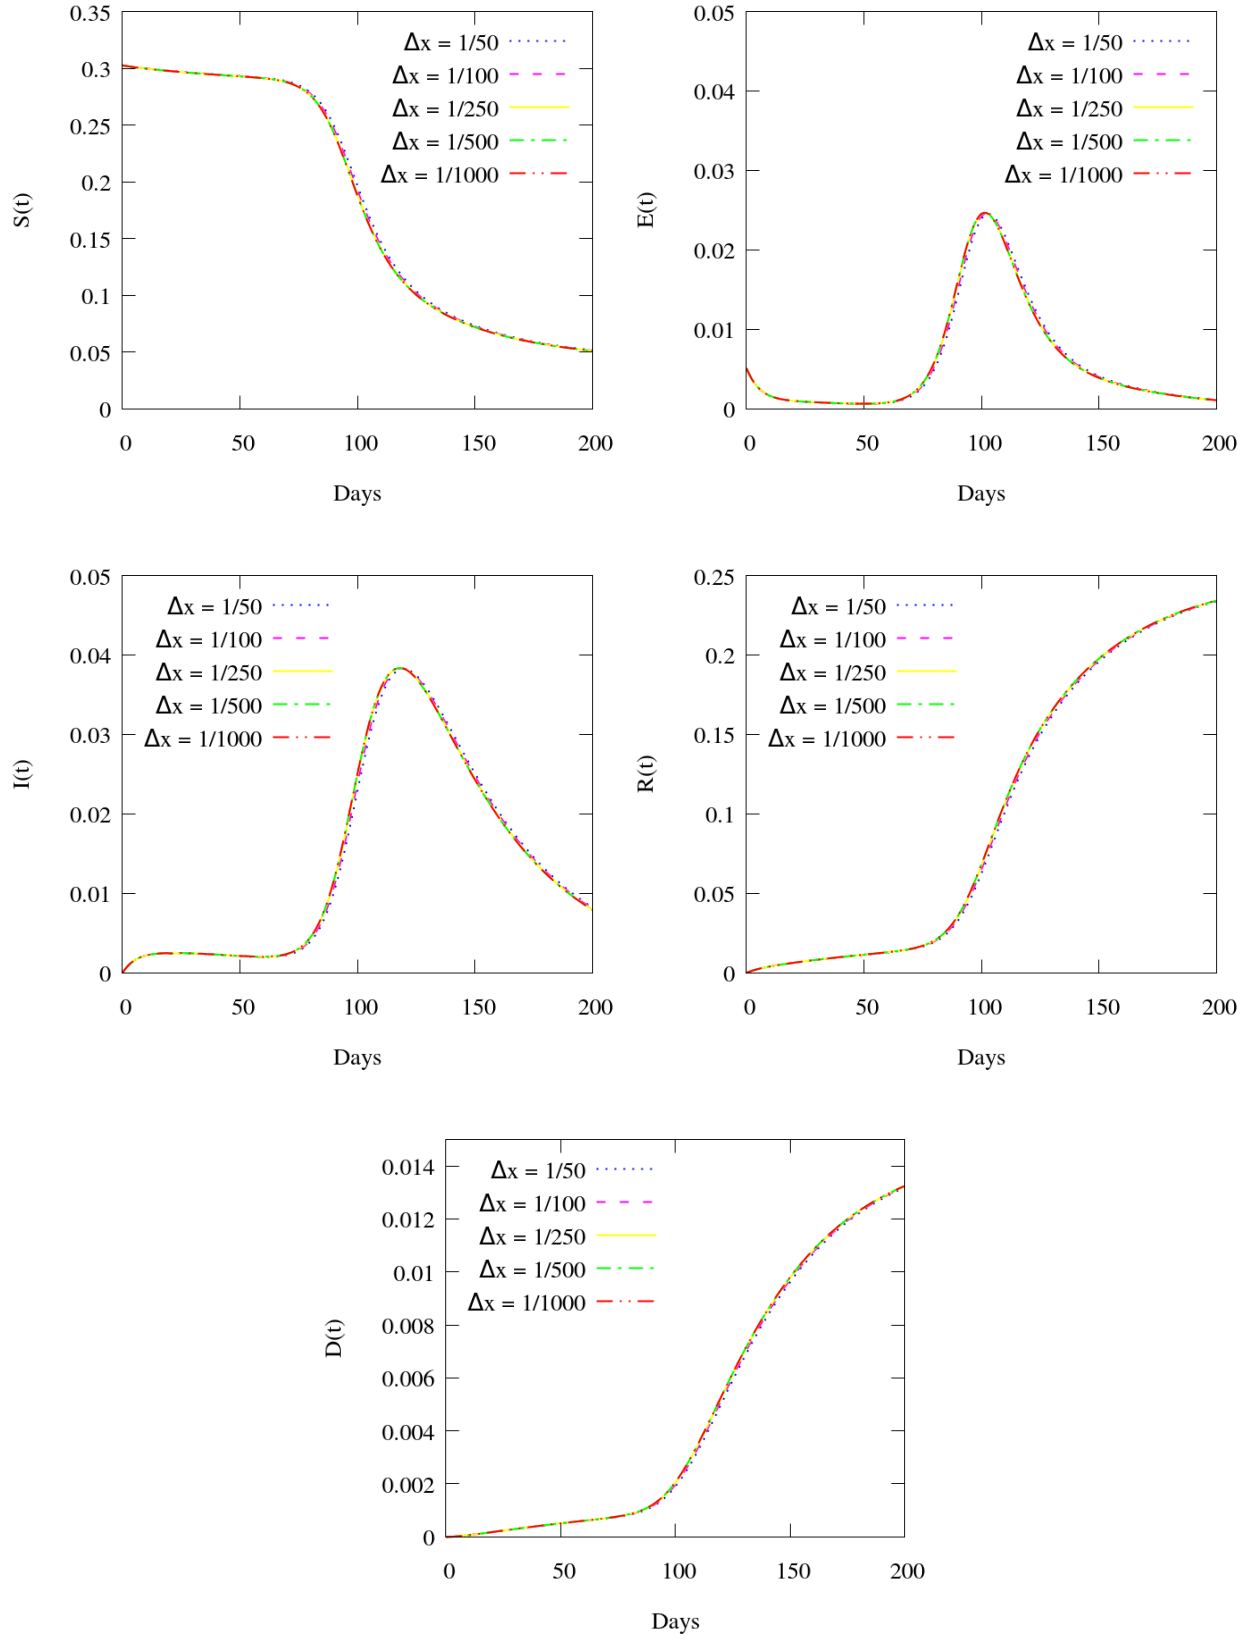 S(t)
0.35
0.3
0.25
0.2
0.15
0.1
0.05
0
Δx = 1/50
Δx = 1/100
Δx = 1/250
Δx = 1/500
Δx = 1/1000
0 50 100 150 200
Days
E(t)
0.05
0.04
0.03
0.02
0.01
0
Δx = 1/50
Δx = 1/100
Δx = 1/250
Δx = 1/500
Δx = 1/1000
0 50 100 150 200
Days
I(t)
0.05
0.04
0.03
0.02
0.01
0
Δx = 1/50
Δx = 1/100
Δx = 1/250
Δx = 1/500
Δx = 1/1000
0 50 100 150 200
Days
R(t)
0.25
0.2
0.15
0.1
0.05
0
Δx = 1/50
Δx = 1/100
Δx = 1/250
Δx = 1/500
Δx = 1/1000
0 50 100 150 200
Days
D(t)
0.014
0.012
0.01
0.008
0.006
0.004
0.002
0
Δx = 1/50
Δx = 1/100
Δx = 1/250
Δx = 1/500
Δx = 1/1000
0 50 100 150 200
Days